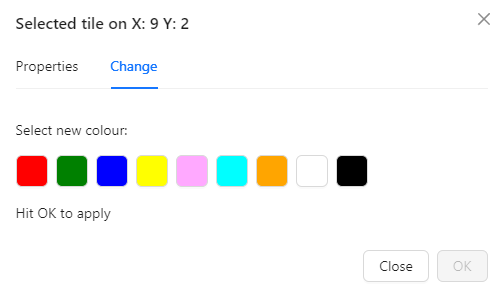 Selected tile on X: 9 Y: 2
Properties Change
Select new colour:
Hit OK to apply
Close OK